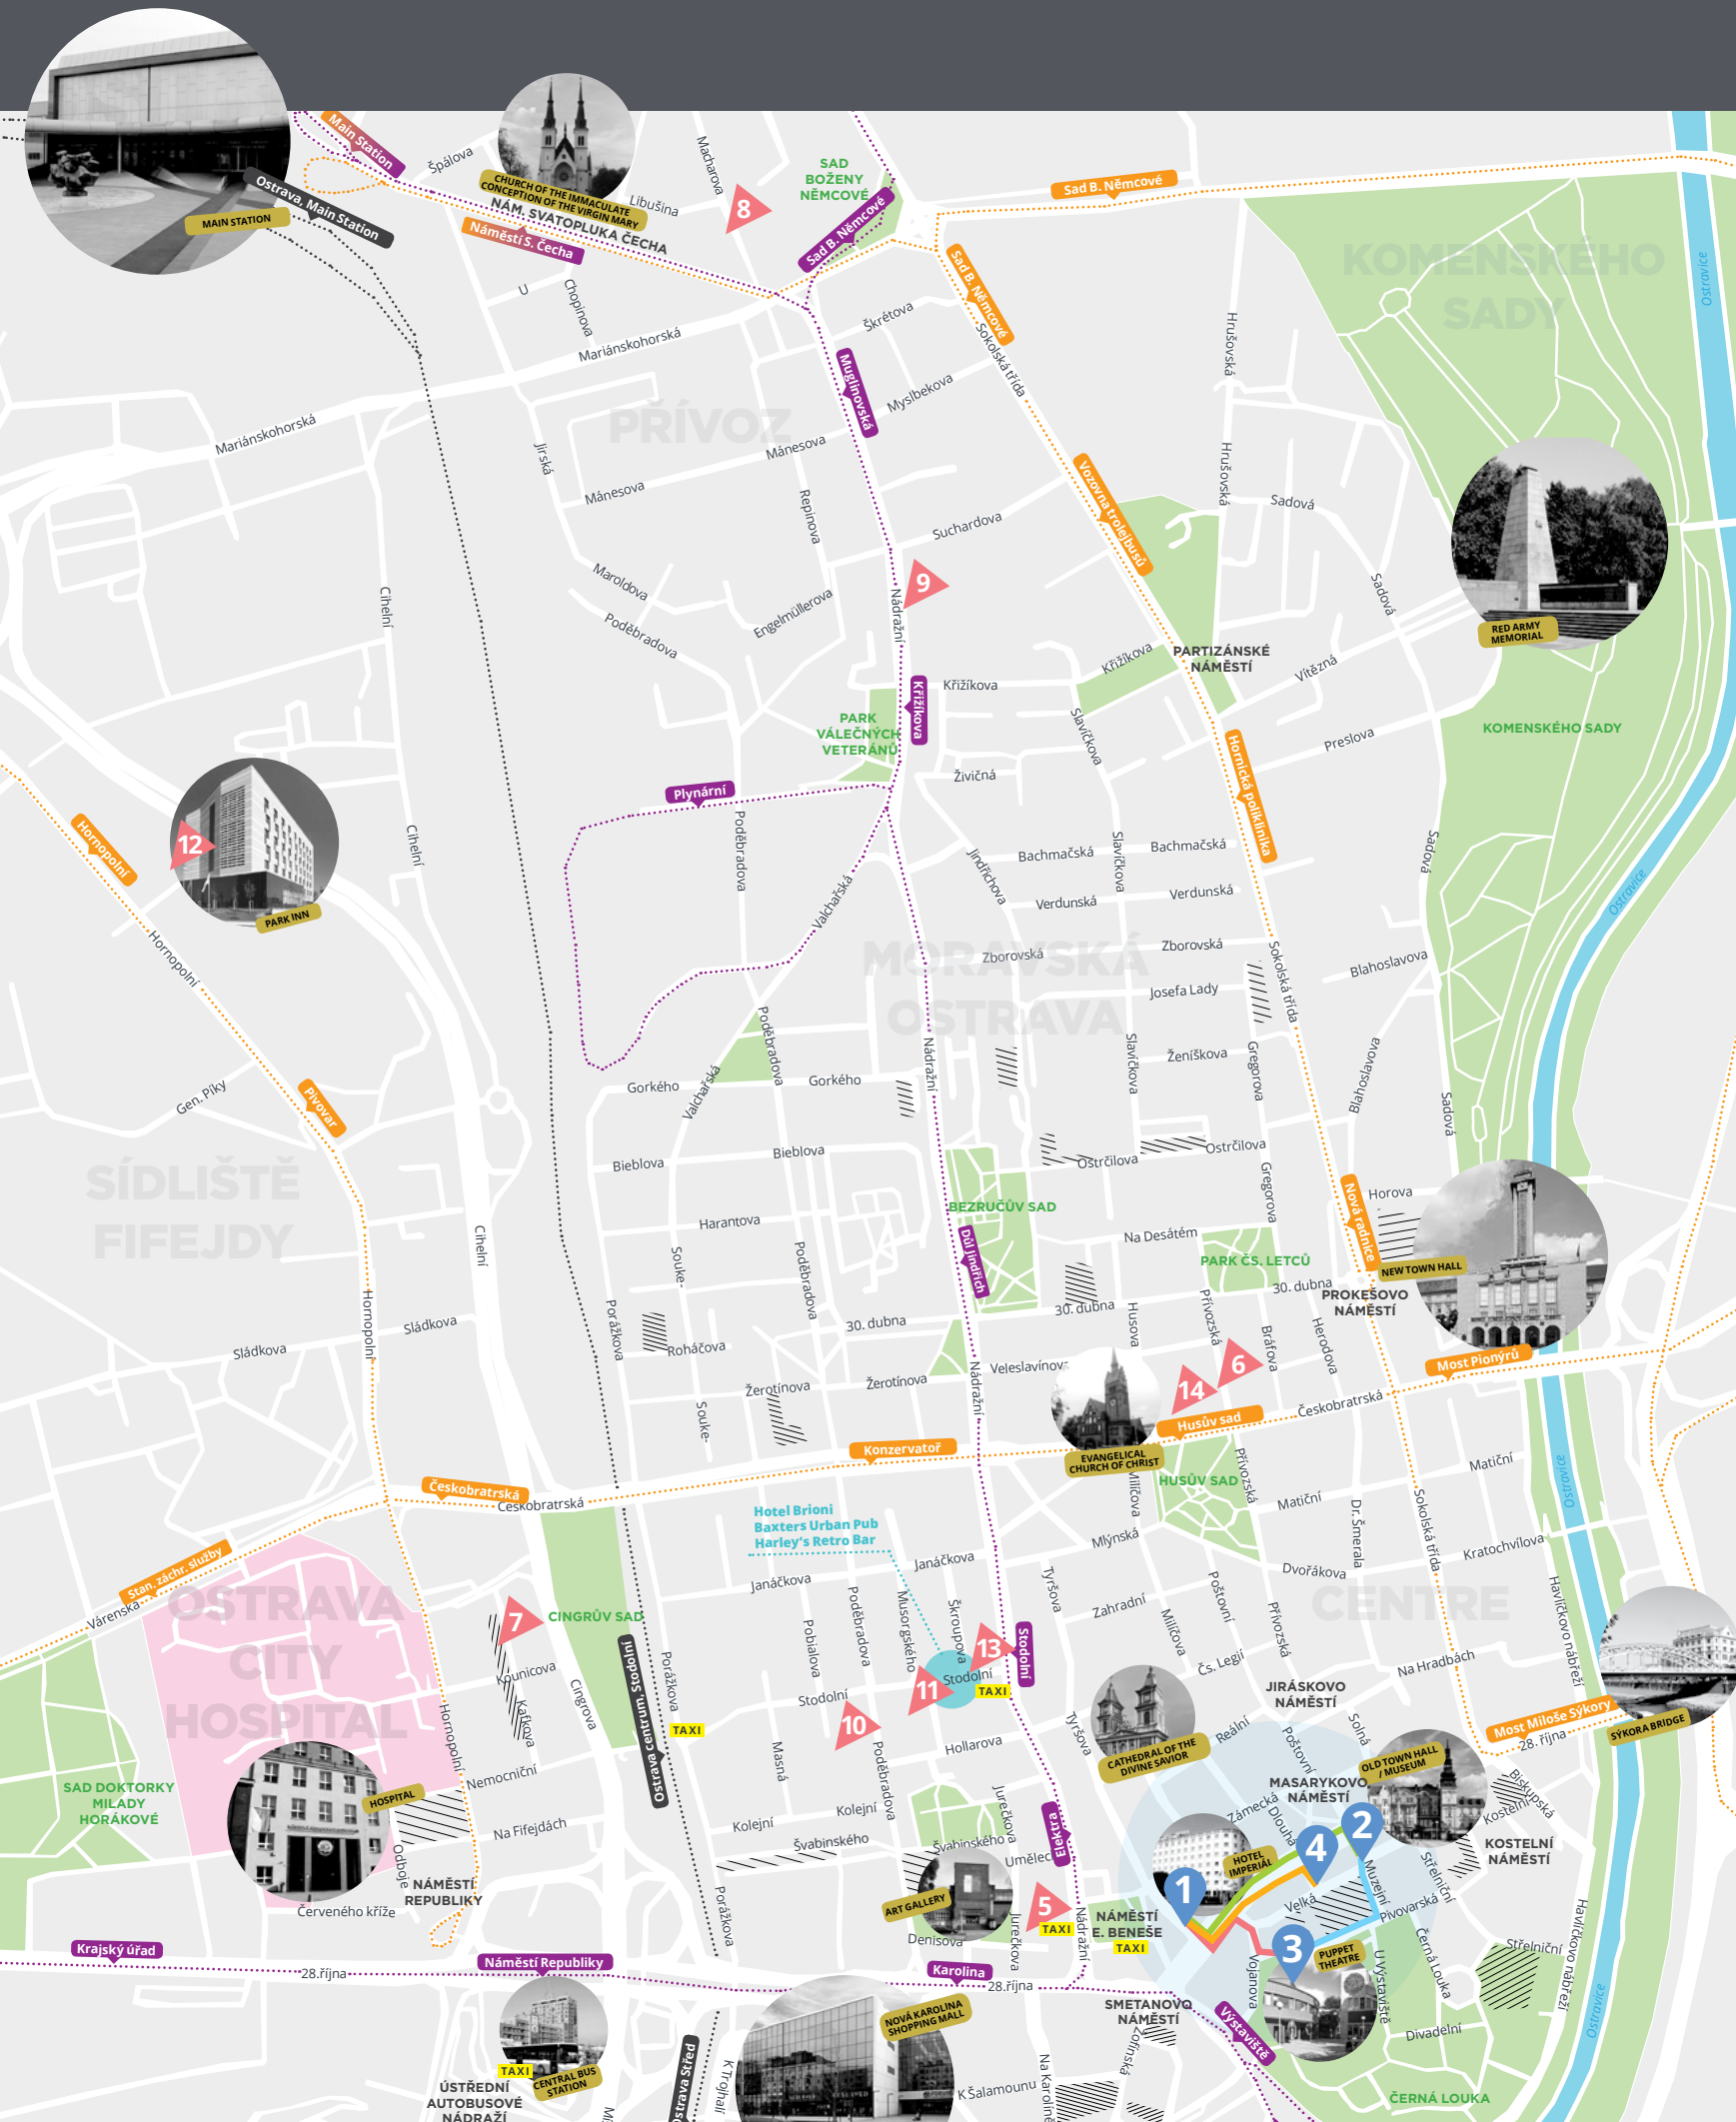 Main Station
Ostrava, Main Station
MAIN STATION
Špálova
CHURCH OF THE IMMACULATE
CONCEPTION OF THE VIRGIN MARY
NÁM. SVATOPLUKA ČECHA
Náměstí S. Čecha
Libušina
Macharova
8
SAD
BOŽENY
NĚMCOVÉ
Sad B. Němcové
Sad B. Němcové
Sad B. Němcové
KOMENSKÉHO
SADY
Ostravice
U
Chopinova
Mariánskohorská
Škrétova
Sokolská třída
Hrušovská
Muglinovská
Myslbekova
PŘÍVOZ
Mariánskohorská
Jirská
Mánesova
Mánesova
Repinova
Suchardova
Vozovna trolejbusů
Hrušovská
Sadová
Sadová
RED ARMY
MEMORIAL
Cihelní
Maroldova
Poděbradova
Engelmüllerova
9
Nádražní
Křižíkova
Křižíkova
Křižíkova
PARTIZÁNSKÉ
NÁMĚSTÍ
Vítězná
PARK
VÁLEČNÝCH
VETERÁNŮ
Slavíčkova
Hornická poliklinika
Preslova
KOMENSKÉHO SADY
Živičná
Plynární
Hornopolní
12
PARK INN
Cihelní
Poděbradova
Valchařská
Jindřichova
Bachmačská
Slavíčkova
Bachmačská
Verdunská
Verdunská
Sadová
Ostravice
Hornopolní
MORAVSKÁ
OSTRAVA
Zborovská
Zborovská
Sokolská třída
Blahoslavova
Josefa Lady
Poděbradova
Nádražní
Slavíčkova
Ženíškova
Gregorova
Blahoslavova
Sadová
Gen. Píky
Pivovar
Gorkého
Valchařská
Gorkého
SÍDLIŠTĚ
FIFEJDY
Bieblova
Bieblova
Ostrčilova
Ostrčilova
Gregorova
Nová radnice
Horova
BEZRUČŮV SAD
Důl Jindřich
Harantova
Na Desátém
PARK ČS. LETCŮ
NEW TOWN HALL
Cihelní
Souke-
Poděbradova
30. dubna
30. dubna
30. dubna
PROKEŠOVO
NÁMĚSTÍ
Hornopolní
Porážkova
Husova
Přívozská
Bráfova
Herodova
Sládkova
Sládkova
Roháčova
Veleslavínova
6
14
Most Pionýrů
Žerotínova
Žerotínova
Nádražní
Souke-
Husův sad
Českobratrská
Konzervatoř
EVANGELICAL
CHURCH OF CHRIST
HUSŮV SAD
Milíčova
Přívozská
Matiční
Matiční
Ostravice
Českobratrská
Českobratrská
Hotel Brioni
Baxters Urban Pub
Harley's Retro Bar
Dr. Šmerala
Sokolská třída
Mlýnská
Kratochvílova
Stan. záchr. služby
Janáčkova
Janáčkova
Dvořákova
Várenská
OSTRAVA
CITY
HOSPITAL
7
CINGRŮV SAD
Poděbradova
Musorgského
Škroupova
Tyršova
Zahradní
Poštovní
Přívozská
CENTRE
Havlíčkovo nábřeží
Pobialova
13
Stodolní
Milíčova
Čs. Legií
Na Hradbách
Kounicova
Kafkova
Cingrova
Ostrava centrum, Stodolní
Porážkova
Stodolní
11
Stodolní
TAXI
JIRÁSKOVO
NÁMĚSTÍ
10
TAXI
Hornopolní
Tyršova
CATHEDRAL OF THE
DIVINE SAVIOR
Reální
Poštovní
Solná
Most Miloše Sýkory
28. října
SÝKORA BRIDGE
Masná
Poděbradova
Hollarova
OLD TOWN HALL
/ MUSEUM
SAD DOKTORKY
MILADY
HORÁKOVÉ
HOSPITAL
Nemocniční
MASARYKOVO
NÁMĚSTÍ
Biskupská
Kostelní
Na Fifejdách
Kolejní
Kolejní
Jurečkova
Elektra
Zámecká
Dlouhá
2
4
KOSTELNÍ
NÁMĚSTÍ
Švabinského
Švabinského
Umělec
HOTEL
IMPERIÁL
1
Odboje
NÁMĚSTÍ
REPUBLIKY
ART GALLERY
5
TAXI
Velká
Muzejní
Střelniční
Pivovarská
Červeného kříže
Porážkova
Denisova
Jurečkova
Nádražní
NÁMĚSTÍ
E. BENEŠE
TAXI
3
PUPPET
THEATRE
Černá Louka
Střelniční
Havlíčkovo nábřeží
Krajský úřad
Náměstí Republiky
Karolina
28.října
28.října
Vojanova
U Výstaviště
Ostravice
SMETANOVO
NÁMĚSTÍ
Výstaviště
NOVÁ KAROLINA
SHOPPING MALL
Divadelní
TAXI
CENTRAL BUS
STATION
ÚSTŘEDNÍ
AUTOBUSOVÉ
NÁDRAŽÍ
K Trojhalí
K Šalamounu
Na Karolíně
Žofínská
ČERNÁ LOUKA